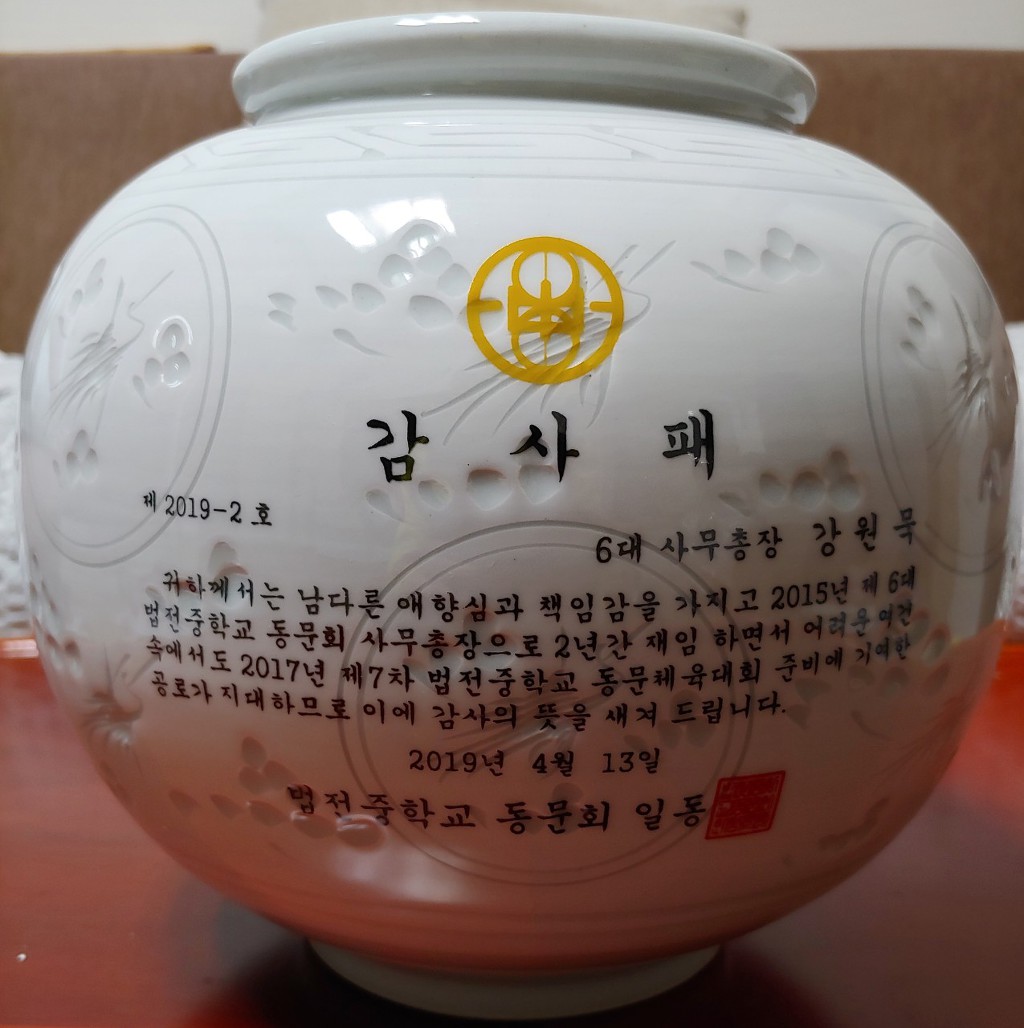 감 사 패
제 2019-2 호
6대 사무총장 강원묵
귀하께서는 남다른 애향심과 책임감을 가지고 2015년 제 6대
법전중학교 동문회 사무총장으로 2년간 재임 하면서 어려운 여건
속에서도 2017년 제7차 법전중학교 동문체육대회 준비에 기여한
공로가 지대하므로 이에 감사의 뜻을 새겨 드립니다.
2019년 4월 13일
법전중학교 동문회 일동